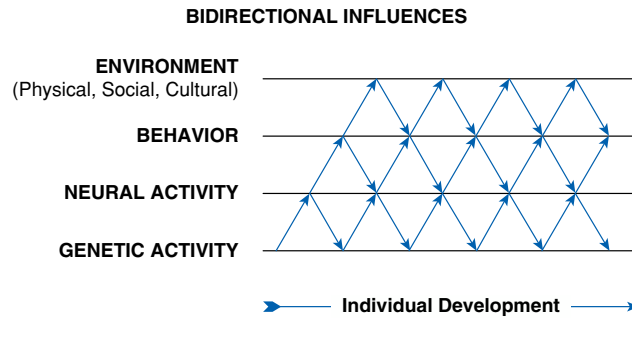 BIDIRECTIONAL INFLUENCES
ENVIRONMENT
(Physical, Social, Cultural)
BEHAVIOR
NEURAL ACTIVITY
GENETIC ACTIVITY
Individual Development